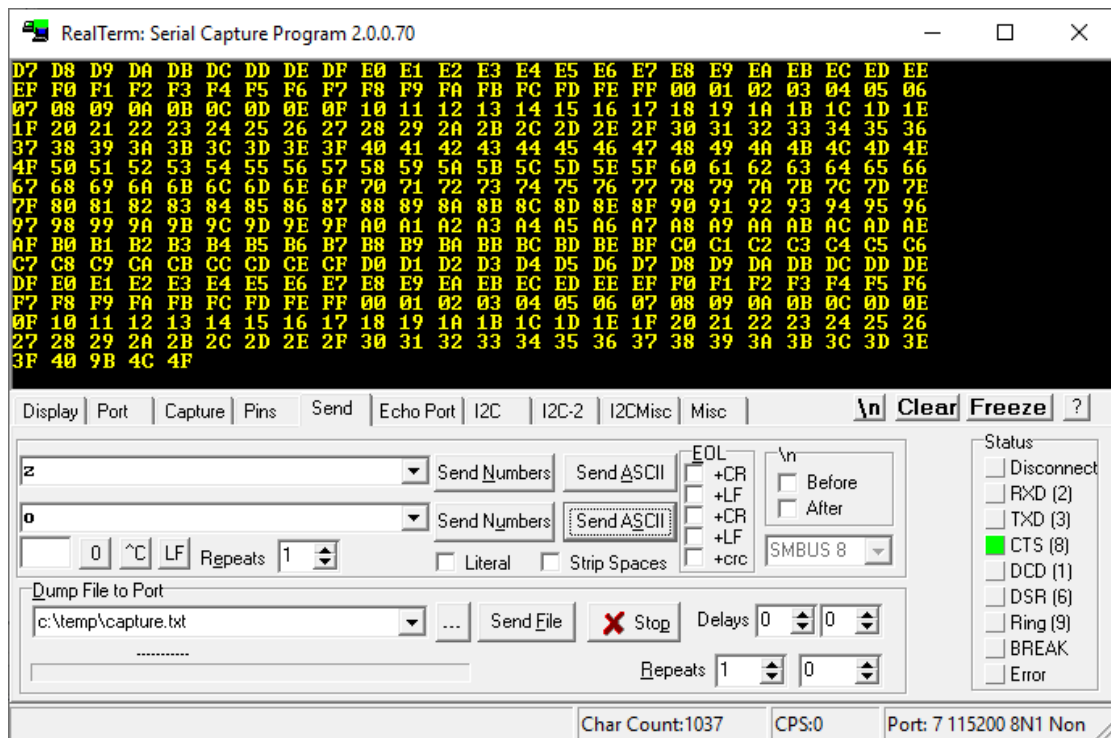 RealTerm: Serial Capture Program 2.0.0.70
D7 D8 D9 DA DB DC DD DE DF E0 E1 E2 E3 E4 E5 E6 E7 E8 E9 EA EB EC ED EE
EF F0 F1 F2 F3 F4 F5 F6 F7 F8 F9 FA FB FC FD FE FF 00 01 02 03 04 05 06
07 08 09 0A 0B 0C 0D 0E 0F 10 11 12 13 14 15 16 17 18 19 1A 1B 1C 1D 1E
1F 20 21 22 23 24 25 26 27 28 29 2A 2B 2C 2D 2E 2F 30 31 32 33 34 35 36
37 38 39 3A 3B 3C 3D 3E 3F 40 41 42 43 44 45 46 47 48 49 4A 4B 4C 4D 4E
4F 50 51 52 53 54 55 56 57 58 59 5A 5B 5C 5D 5E 5F 60 61 62 63 64 65 66
67 68 69 6A 6B 6C 6D 6E 6F 70 71 72 73 74 75 76 77 78 79 7A 7B 7C 7D 7E
7F 80 81 82 83 84 85 86 87 88 89 8A 8B 8C 8D 8E 8F 90 91 92 93 94 95 96
97 98 99 9A 9B 9C 9D 9E 9F A0 A1 A2 A3 A4 A5 A6 A7 A8 A9 AA AB AC AD AE
AF B0 B1 B2 B3 B4 B5 B6 B7 B8 B9 BA BB BC BD BE BF C0 C1 C2 C3 C4 C5 C6
C7 C8 C9 CA CB CC CD CE CF D0 D1 D2 D3 D4 D5 D6 D7 D8 D9 DA DB DC DD DE
DF E0 E1 E2 E3 E4 E5 E6 E7 E8 E9 EA EB EC ED EE EF F0 F1 F2 F3 F4 F5 F6
F7 F8 F9 FA FB FC FD FE FF 00 01 02 03 04 05 06 07 08 09 0A 0B 0C 0D 0E
0F 10 11 12 13 14 15 16 17 18 19 1A 1B 1C 1D 1E 1F 20 21 22 23 24 25 26
27 28 29 2A 2B 2C 2D 2E 2F 30 31 32 33 34 35 36 37 38 39 3A 3B 3C 3D 3E
3F 40 9B 4C 4F
Display Port Capture Pins Send Echo Port I2C I2C-2 I2CMisc Misc \n Clear Freeze ?
z Send Numbers Send ASCII
o Send Numbers Send ASCII
0 ^C LF Repeats 1 Literal Strip Spaces
EOL
+CR
+LF
+CR
+LF
+crc
\n
Before
After
SMBUS 8
Status
Disconnect
RXD (2)
TXD (3)
CTS (8)
DCD (1)
DSR (6)
Ring (9)
BREAK
Error
Dump File to Port
c:\temp\capture.txt ... Send File Stop Delays 0 0
Repeats 1 0
Char Count:1037 CPS:0 Port: 7 115200 8N1 Non